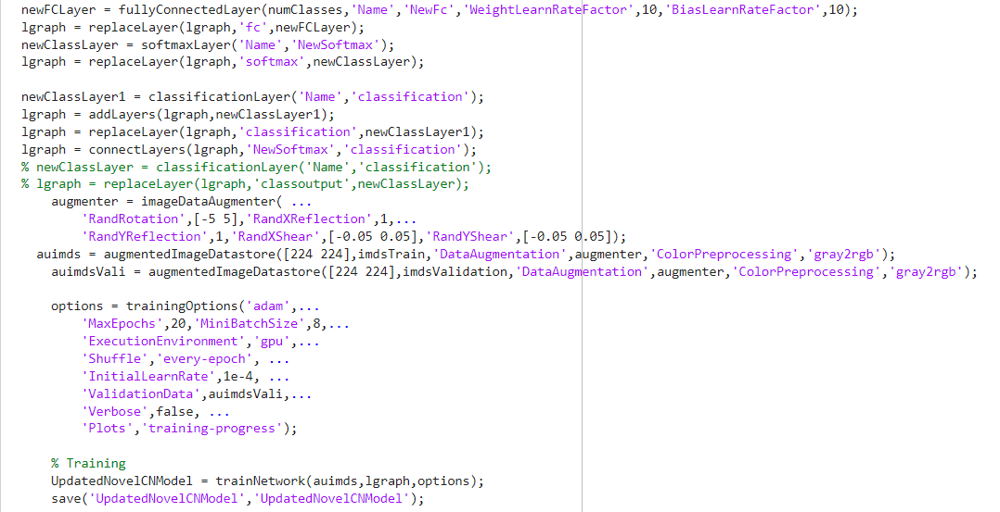 newFCLayer = fullyConnectedLayer(numClasses,'Name','NewFc','WeightLearnRateFactor',10,'BiasLearnRateFactor',10);
lgraph = replaceLayer(lgraph,'fc',newFCLayer);
newClassLayer = softmaxLayer('Name','NewSoftmax');
lgraph = replaceLayer(lgraph,'softmax',newClassLayer);
newClassLayer1 = classificationLayer('Name','classification');
lgraph = addLayers(lgraph,newClassLayer1);
lgraph = replaceLayer(lgraph,'classification',newClassLayer1);
lgraph = connectLayers(lgraph,'NewSoftmax','classification');
% newClassLayer = classificationLayer('Name','classification');
% lgraph = replaceLayer(lgraph,'classoutput',newClassLayer);
augmenter = imageDataAugmenter( ...
'RandRotation',[-5 5],'RandXReflection',1,...
'RandYReflection',1,'RandXShear',[-0.05 0.05],'RandYShear',[-0.05 0.05]);
auimds = augmentedImageDatastore([224 224],imdsTrain,'DataAugmentation',augmenter,'ColorPreprocessing','gray2rgb');
auimdsVali = augmentedImageDatastore([224 224],imdsValidation,'DataAugmentation',augmenter,'ColorPreprocessing','gray2rgb');
options = trainingOptions('adam',...
'MaxEpochs',20,'MiniBatchSize',8,...
'ExecutionEnvironment','gpu',...
'Shuffle','every-epoch', ...
'InitialLearnRate',1e-4, ...
'ValidationData',auimdsVali,...
'Verbose',false, ...
'Plots','training-progress');
% Training
UpdatedNovelCNModel = trainNetwork(auimds,lgraph,options);
save('UpdatedNovelCNModel','UpdatedNovelCNModel');